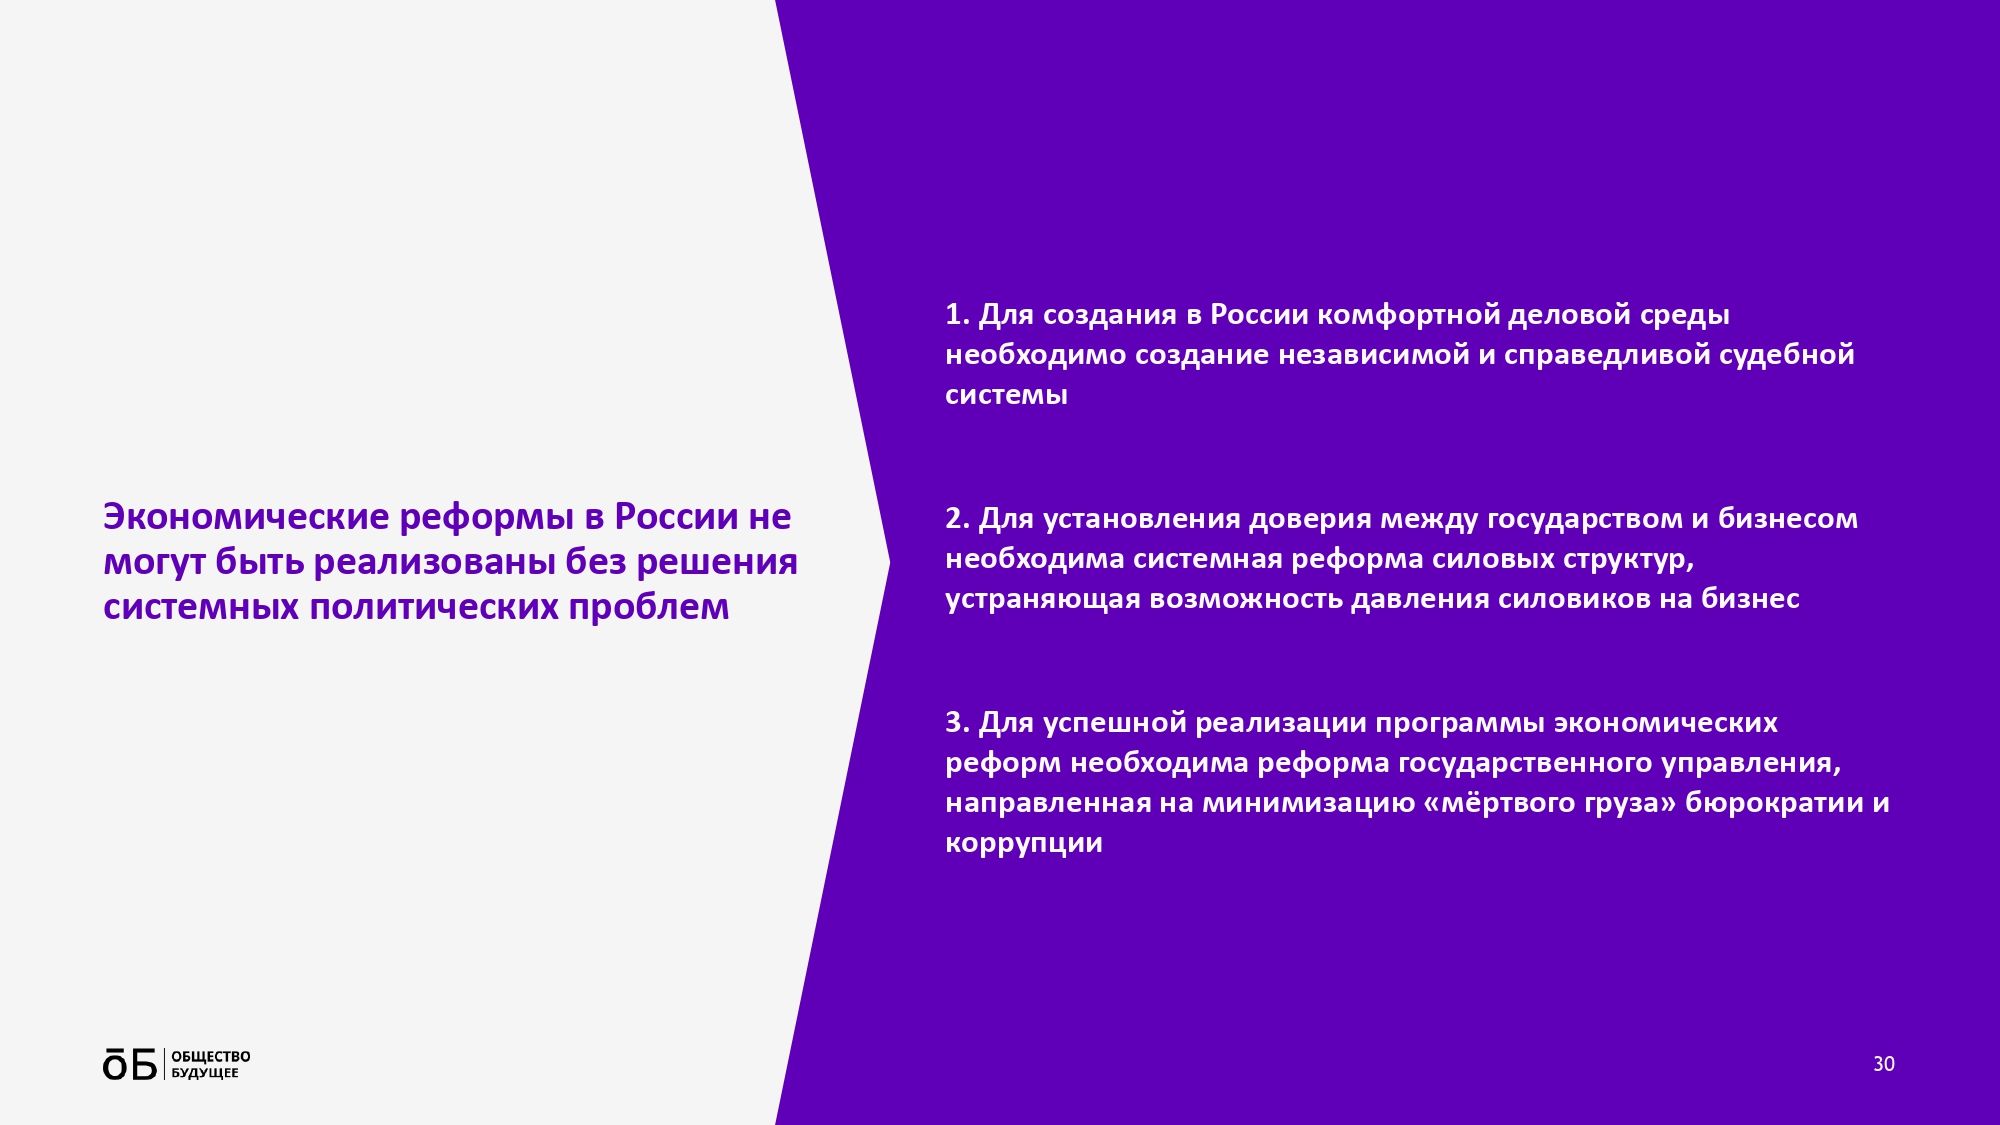 Экономические реформы в России не
могут быть реализованы без решения
системных политических проблем
1. Для создания в России комфортной деловой среды
необходимо создание независимой и справедливой судебной
системы
2. Для установления доверия между государством и бизнесом
необходима системная реформа силовых структур,
устраняющая возможность давления силовиков на бизнес
3. Для успешной реализации программы экономических
реформ необходима реформа государственного управления,
направленная на минимизацию «мёртвого груза» бюрократии и
коррупции
ōБ
ОБЩЕСТВО
БУДУЩЕЕ
30